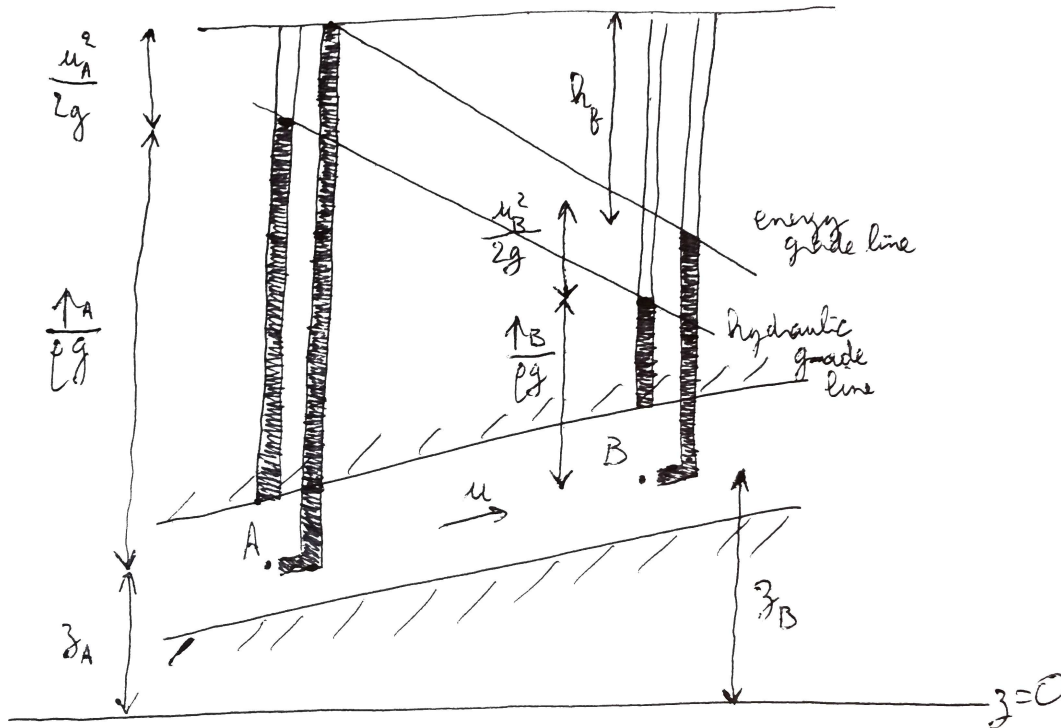 u_A^2
2g
h_f
u_B^2
2g
energy
grade line
p_A
ρg
p_B
ρg
hydraulic
grade
line
B
u
A
z_A
z_B
z=0